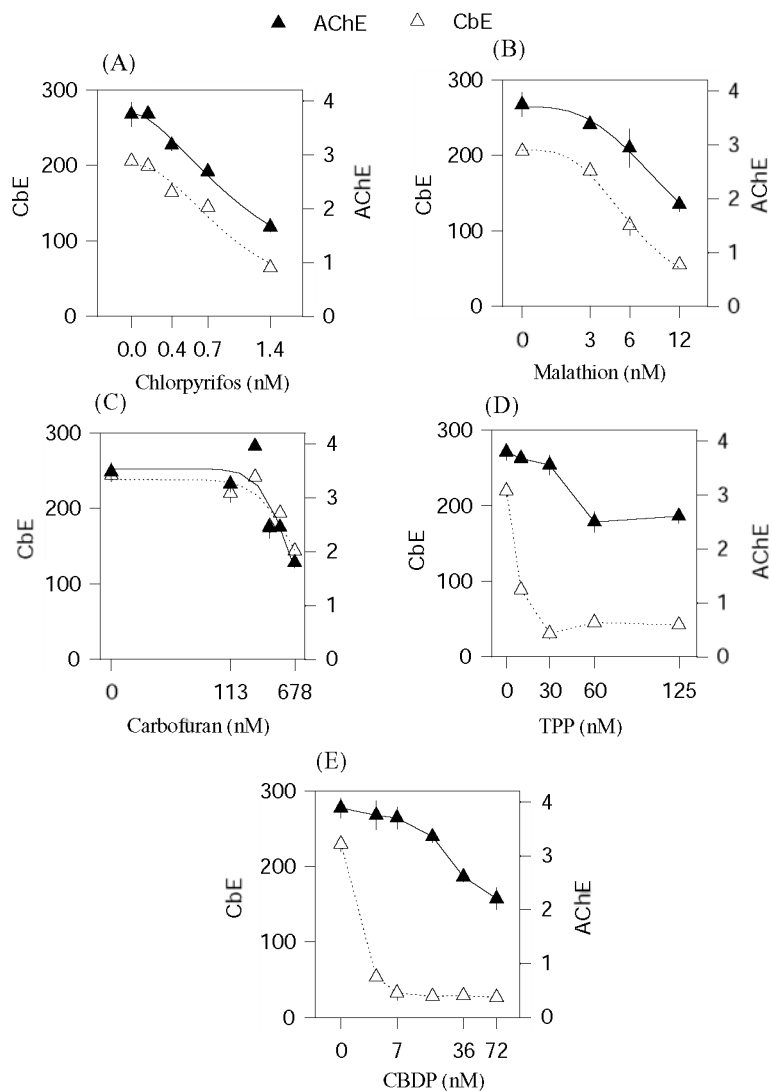 ▲ AChE △ CbE
(A)
300
200
100
0
CbE
4
3
2
1
0
AChE
0.0 0.4 0.7 1.4
Chlorpyrifos (nM)
(B)
300
200
100
0
CbE
4
3
2
1
0
AChE
0 3 6 12
Malathion (nM)
(C)
300
200
100
0
CbE
4
3
2
1
0
AChE
0 113 678
Carbofuran (nM)
(D)
300
200
100
0
CbE
4
3
2
1
0
AChE
0 30 60 125
TPP (nM)
(E)
300
200
100
0
CbE
4
3
2
1
0
AChE
0 7 36 72
CBDP (nM)